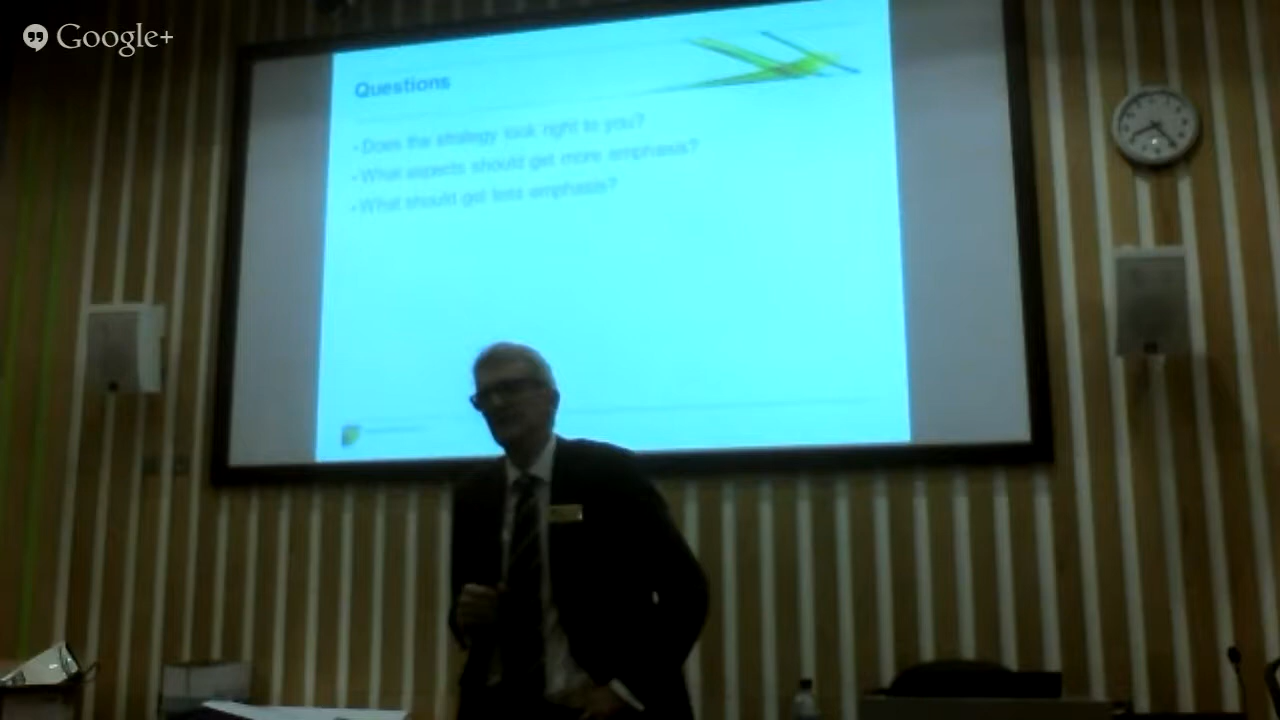 Google+
Questions
- Does the strategy look right to you?
- What aspects should get more emphasis?
- What should get less emphasis?